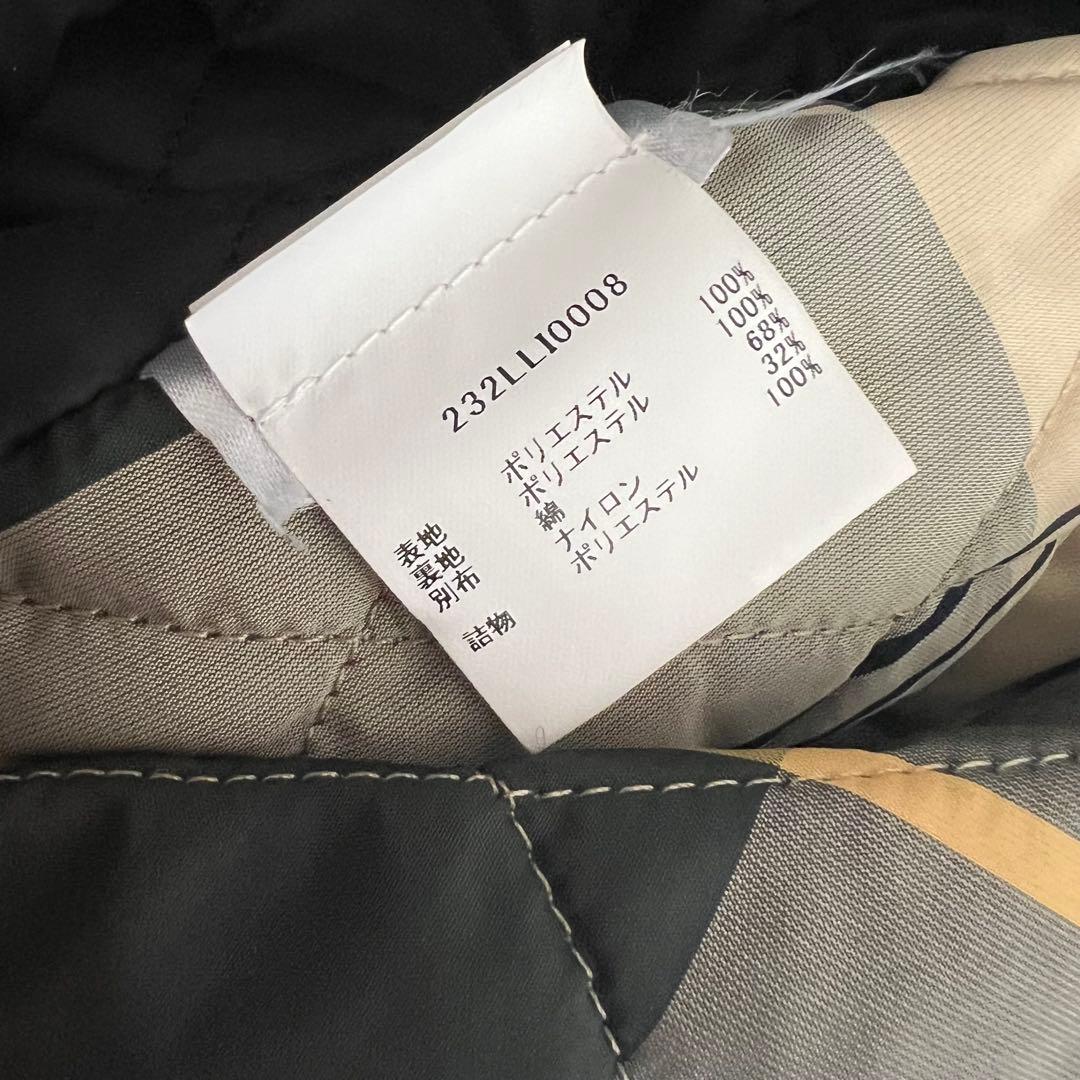 232LLI0008
表地 ポリエステル 100%
裏地 ポリエステル 100%
別布 綿 68%
ナイロン 32%
詰物 ポリエステル 100%